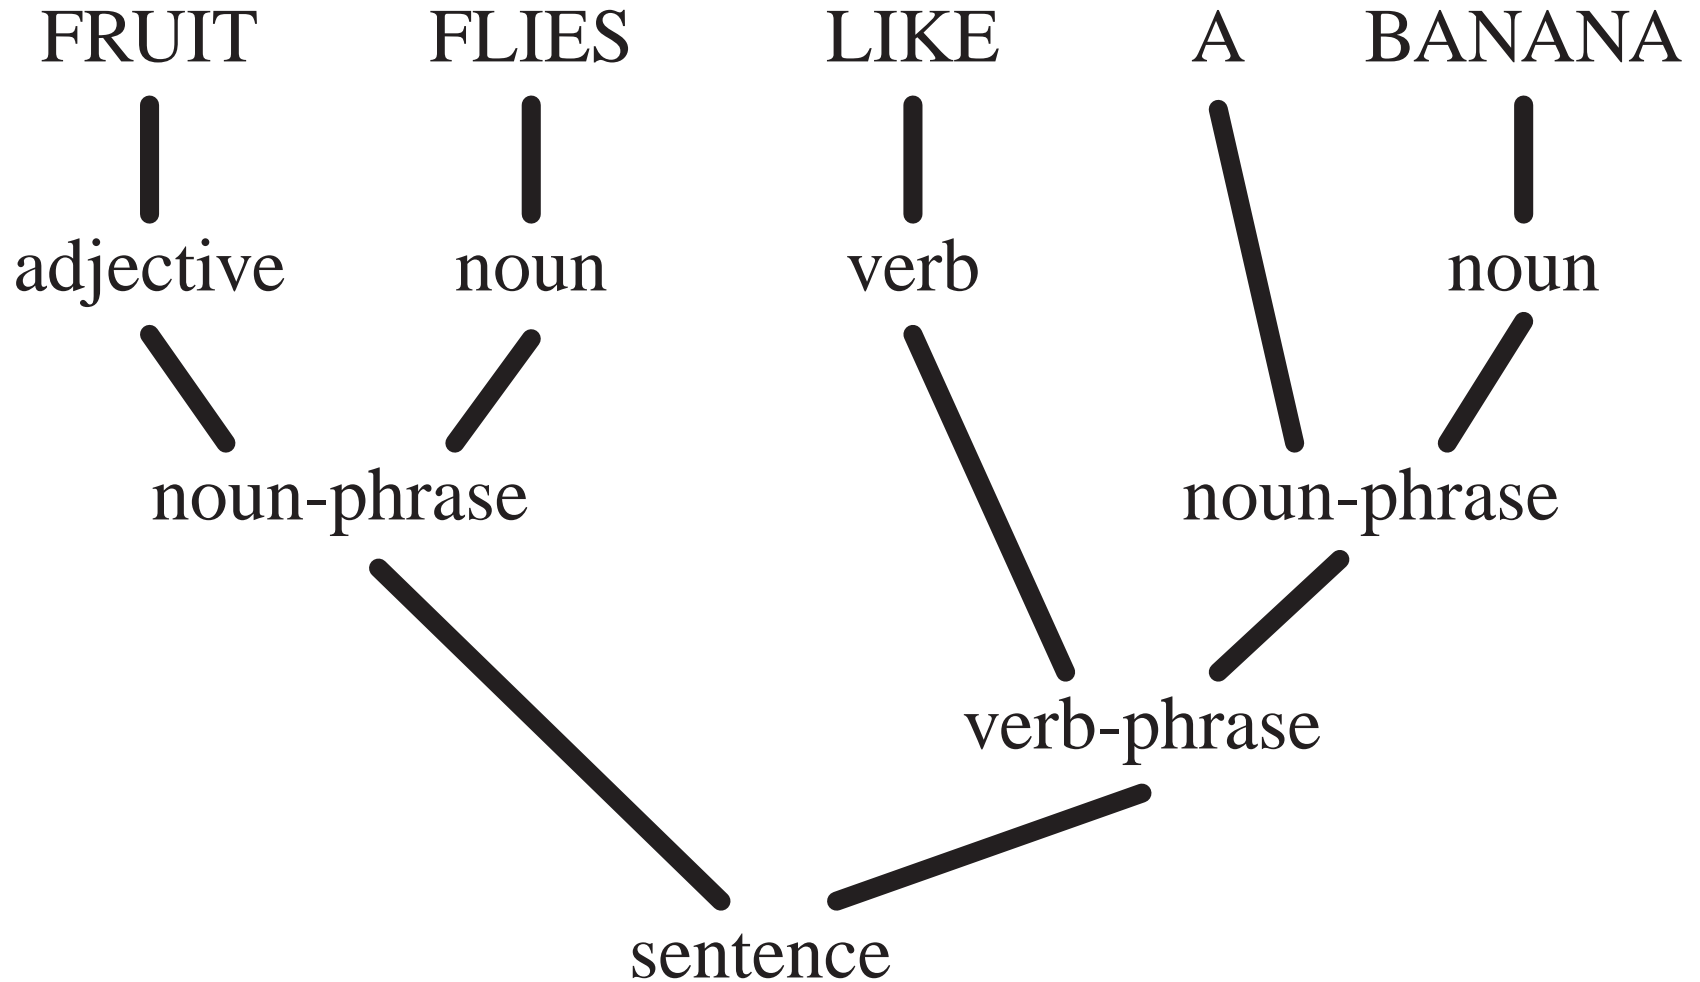 FRUIT FLIES LIKE A BANANA
adjective noun verb noun
noun-phrase noun-phrase
verb-phrase
sentence